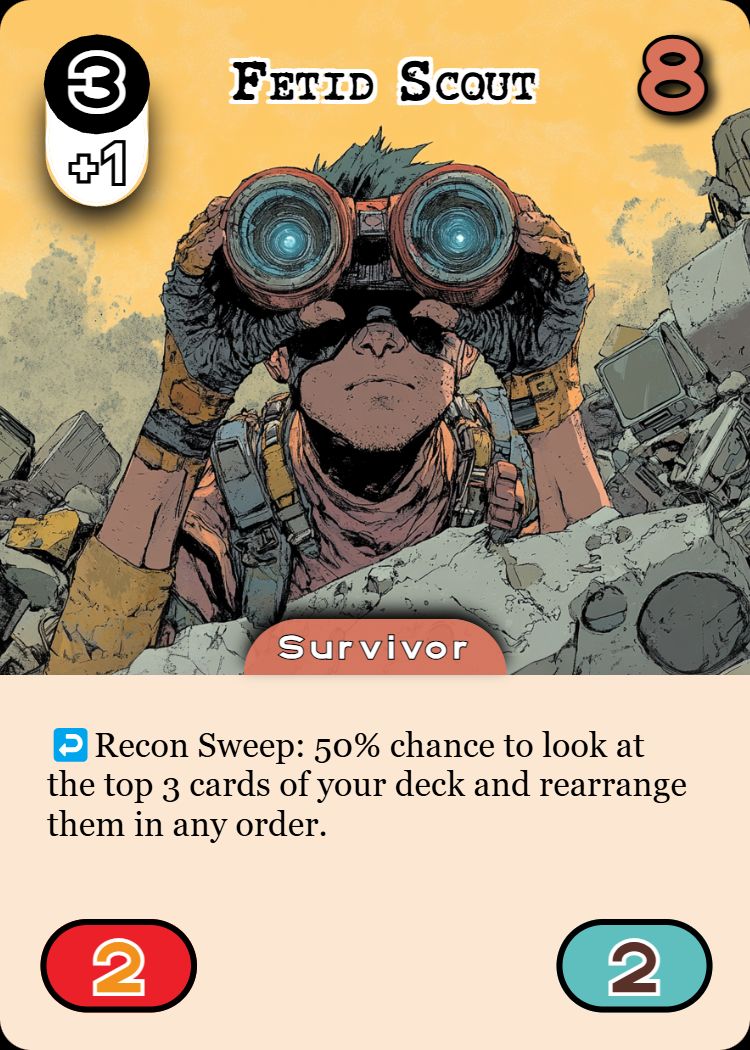 3
Fetid Scout
8
+1
Survivor
↩ Recon Sweep: 50% chance to look at
the top 3 cards of your deck and rearrange
them in any order.
2
2